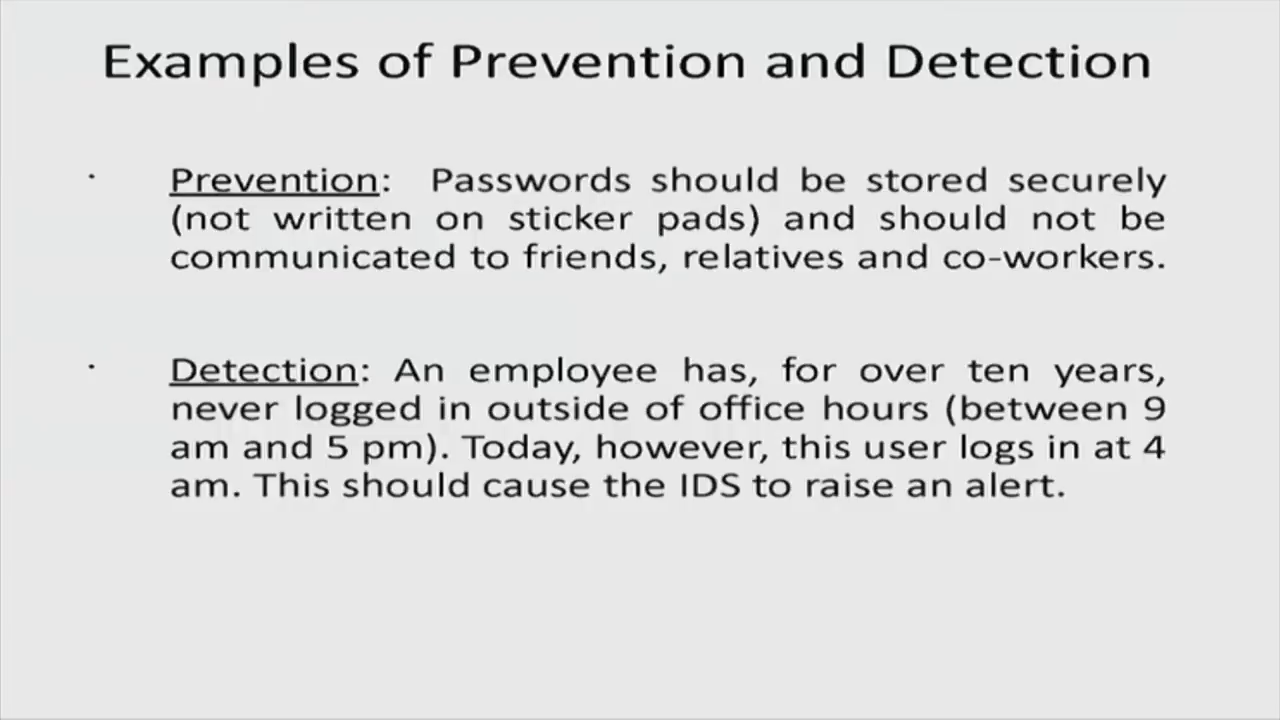 Examples of Prevention and Detection
· Prevention: Passwords should be stored securely
(not written on sticker pads) and should not be
communicated to friends, relatives and co-workers.
· Detection: An employee has, for over ten years,
never logged in outside of office hours (between 9
am and 5 pm). Today, however, this user logs in at 4
am. This should cause the IDS to raise an alert.